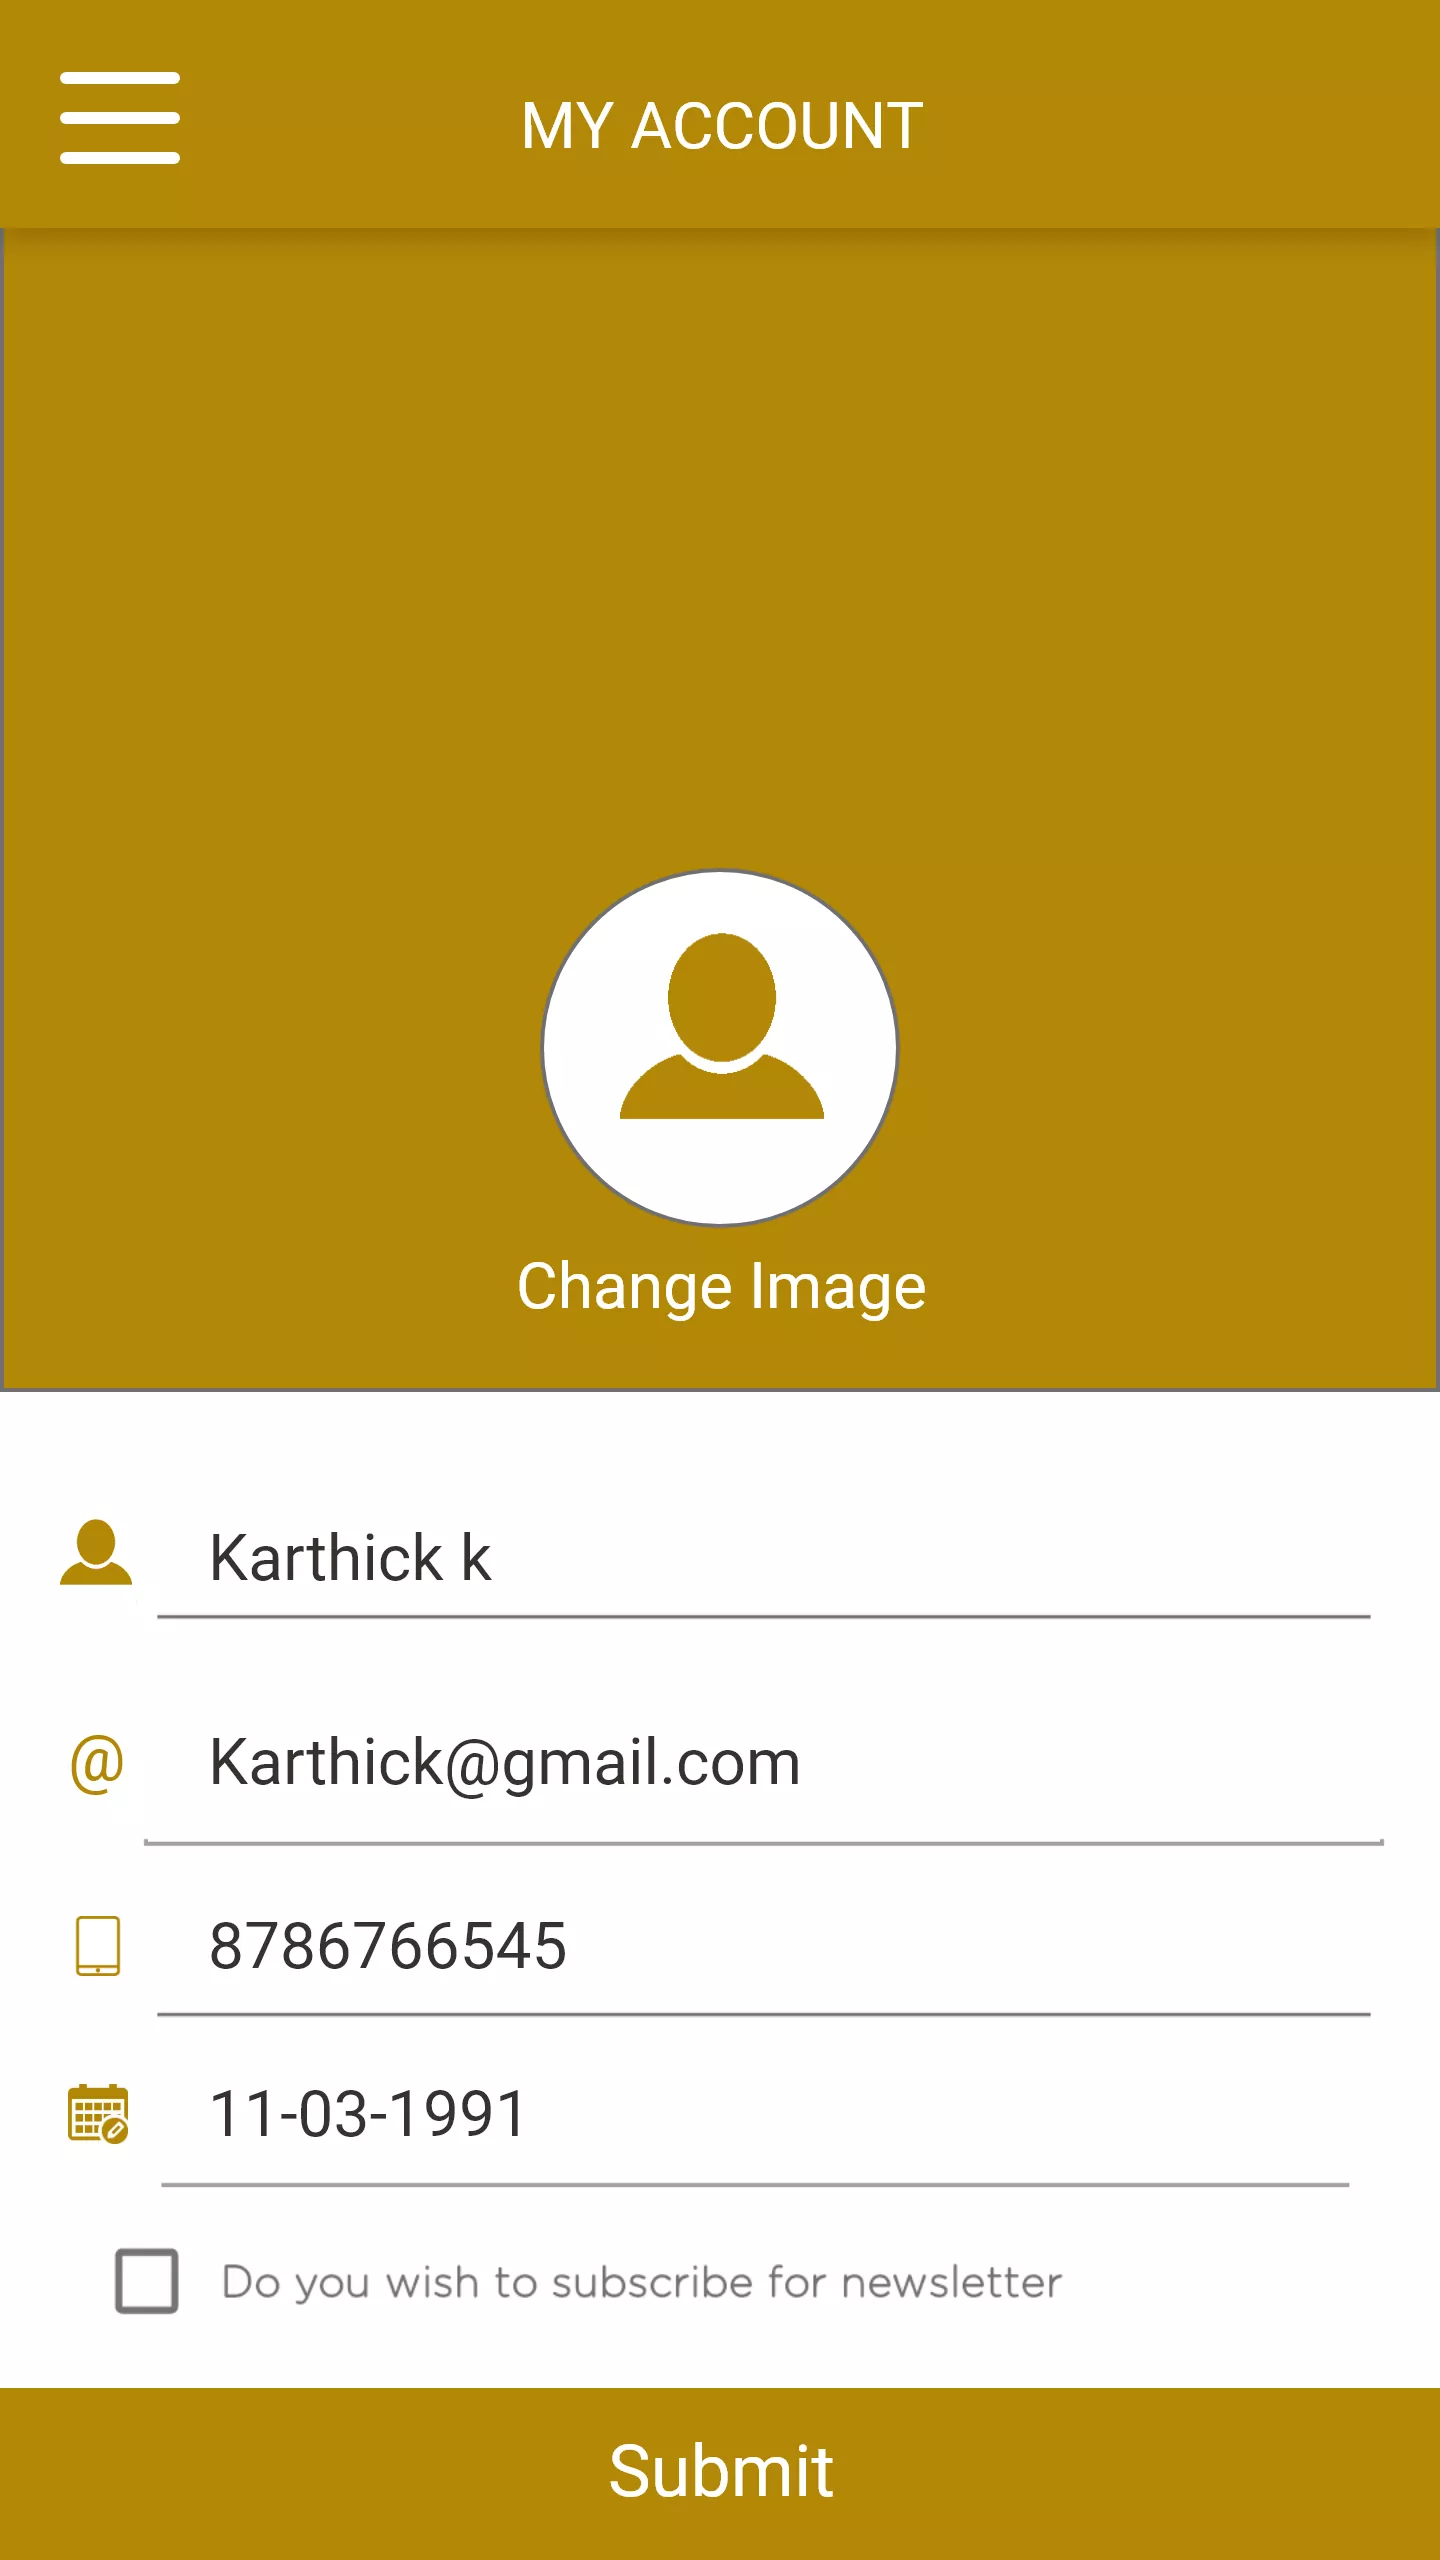 MY ACCOUNT
Change Image
Karthick k
@ Karthick@gmail.com
8786766545
11-03-1991
Do you wish to subscribe for newsletter
Submit